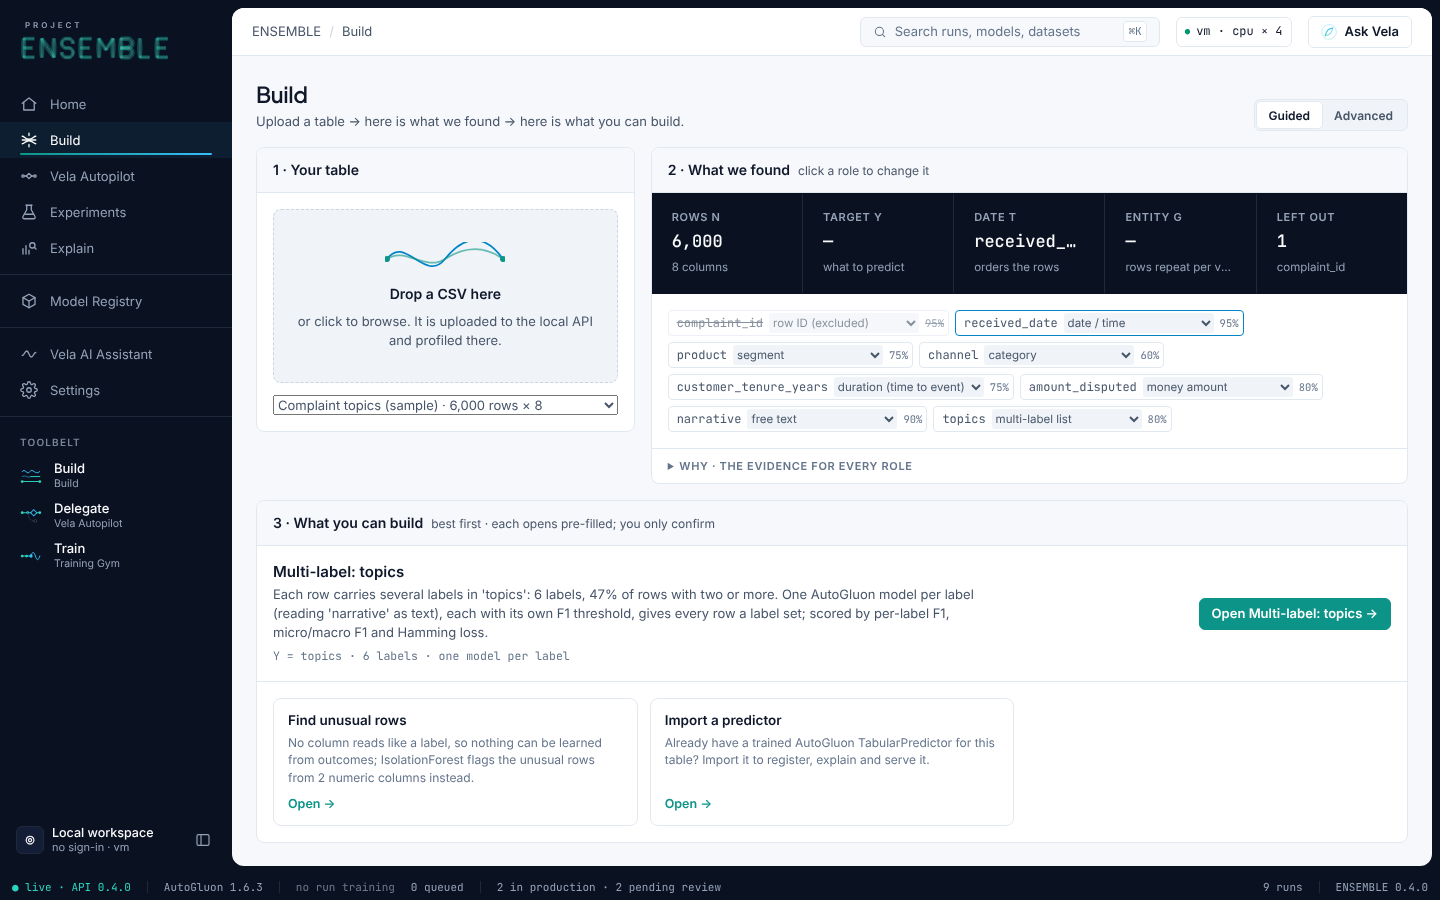 PROJECT
ENSEMBLE
Home
Build
Vela Autopilot
Experiments
Explain
Model Registry
Vela AI Assistant
Settings
TOOLBELT
Build
Build
Delegate
Vela Autopilot
Train
Training Gym
Local workspace
no sign-in · vm
ENSEMBLE / Build
Search runs, models, datasets ⌘K
vm · cpu × 4
Ask Vela
Build
Upload a table → here is what we found → here is what you can build.
Guided Advanced
1 · Your table
Drop a CSV here
or click to browse. It is uploaded to the local API
and profiled there.
Complaint topics (sample) · 6,000 rows × 8
2 · What we found click a role to change it
ROWS N
6,000
8 columns
TARGET Y
—
what to predict
DATE T
received_…
orders the rows
ENTITY G
—
rows repeat per v…
LEFT OUT
1
complaint_id
complaint_id row ID (excluded) 95%
received_date date / time 95%
product segment 75%
channel category 60%
customer_tenure_years duration (time to event) 75%
amount_disputed money amount 80%
narrative free text 90%
topics multi-label list 80%
WHY · THE EVIDENCE FOR EVERY ROLE
3 · What you can build best first · each opens pre-filled; you only confirm
Multi-label: topics
Each row carries several labels in 'topics': 6 labels, 47% of rows with two or more. One AutoGluon model per label
(reading 'narrative' as text), each with its own F1 threshold, gives every row a label set; scored by per-label F1,
micro/macro F1 and Hamming loss.
Y = topics · 6 labels · one model per label
Open Multi-label: topics →
Find unusual rows
No column reads like a label, so nothing can be learned
from outcomes; IsolationForest flags the unusual rows
from 2 numeric columns instead.
Open →
Import a predictor
Already have a trained AutoGluon TabularPredictor for this
table? Import it to register, explain and serve it.
Open →
live · API 0.4.0 AutoGluon 1.6.3 no run training 0 queued 2 in production · 2 pending review 9 runs ENSEMBLE 0.4.0